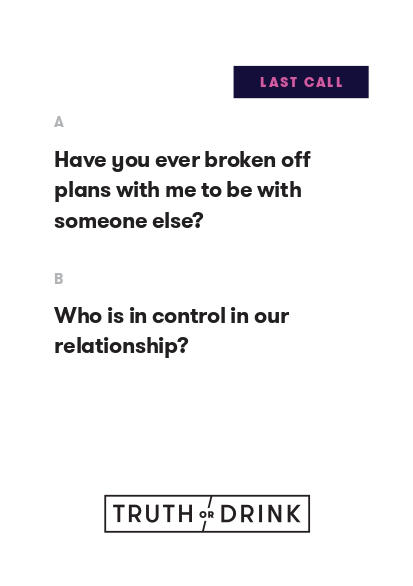 LAST CALL
A
Have you ever broken off
plans with me to be with
someone else?
B
Who is in control in our
relationship?
TRUTH OR DRINK